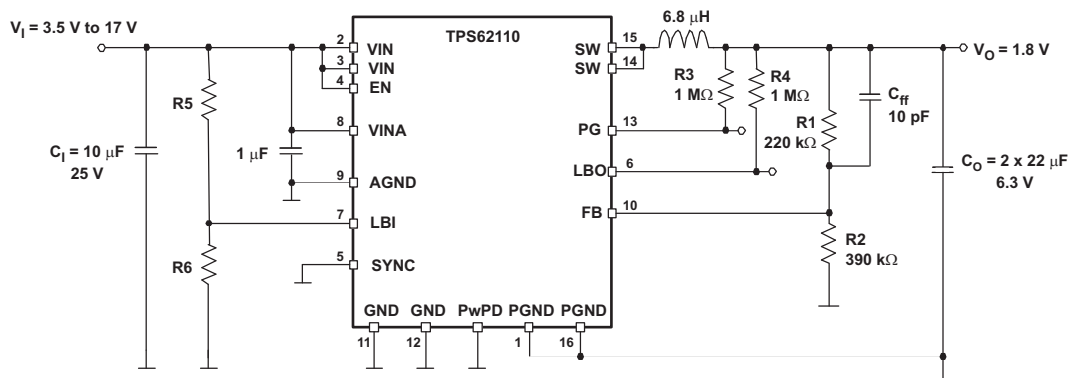 V_I = 3.5 V to 17 V
TPS62110
6.8 μH
V_O = 1.8 V
2
VIN
3
VIN
4
EN
8
VINA
9
AGND
7
LBI
5
SYNC
15
SW
14
SW
13
PG
6
LBO
10
FB
R5
R6
C_I = 10 μF
25 V
1 μF
R3
1 MΩ
R4
1 MΩ
C_ff
10 pF
R1
220 kΩ
C_O = 2 x 22 μF
6.3 V
R2
390 kΩ
GND
GND
PwPD
PGND
PGND
11
12
1
16